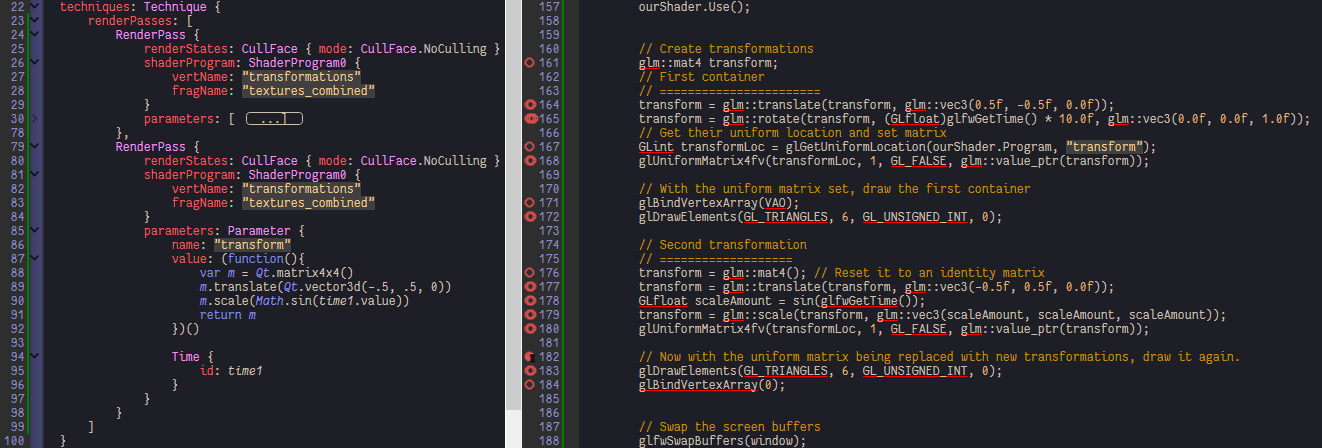 22 techniques: Technique {
23 renderPasses: [
24 RenderPass {
25 renderStates: CullFace { mode: CullFace.NoCulling }
26 shaderProgram: ShaderProgram0 {
27 vertName: "transformations"
28 fragName: "textures_combined"
29 }
30 parameters: [ ...
78 },
79 RenderPass {
80 renderStates: CullFace { mode: CullFace.NoCulling }
81 shaderProgram: ShaderProgram0 {
82 vertName: "transformations"
83 fragName: "textures_combined"
84 }
85 parameters: Parameter {
86 name: "transform"
87 value: (function(){
88 var m = Qt.matrix4x4()
89 m.translate(Qt.vector3d(-.5, .5, 0))
90 m.scale(Math.sin(time1.value))
91 return m
92 })()
93
94 Time {
95 id: time1
96 }
97 }
98 }
99 ]
100 }
157 ourShader.Use();
158
159
160 // Create transformations
161 glm::mat4 transform;
162 // First container
163 // =======================
164 transform = glm::translate(transform, glm::vec3(0.5f, -0.5f, 0.0f));
165 transform = glm::rotate(transform, (GLfloat)glfwGetTime() * 10.0f, glm::vec3(0.0f, 0.0f, 1.0f));
166 // Get their uniform location and set matrix
167 GLint transformLoc = glGetUniformLocation(ourShader.Program, "transform");
168 glUniformMatrix4fv(transformLoc, 1, GL_FALSE, glm::value_ptr(transform));
169
170 // With the uniform matrix set, draw the first container
171 glBindVertexArray(VAO);
172 glDrawElements(GL_TRIANGLES, 6, GL_UNSIGNED_INT, 0);
173
174 // Second transformation
175 // ===================
176 transform = glm::mat4(); // Reset it to an identity matrix
177 transform = glm::translate(transform, glm::vec3(-0.5f, 0.5f, 0.0f));
178 GLfloat scaleAmount = sin(glfwGetTime());
179 transform = glm::scale(transform, glm::vec3(scaleAmount, scaleAmount, scaleAmount));
180 glUniformMatrix4fv(transformLoc, 1, GL_FALSE, glm::value_ptr(transform));
181
182 // Now with the uniform matrix being replaced with new transformations, draw it again.
183 glDrawElements(GL_TRIANGLES, 6, GL_UNSIGNED_INT, 0);
184 glBindVertexArray(0);
185
186
187 // Swap the screen buffers
188 glfwSwapBuffers(window);